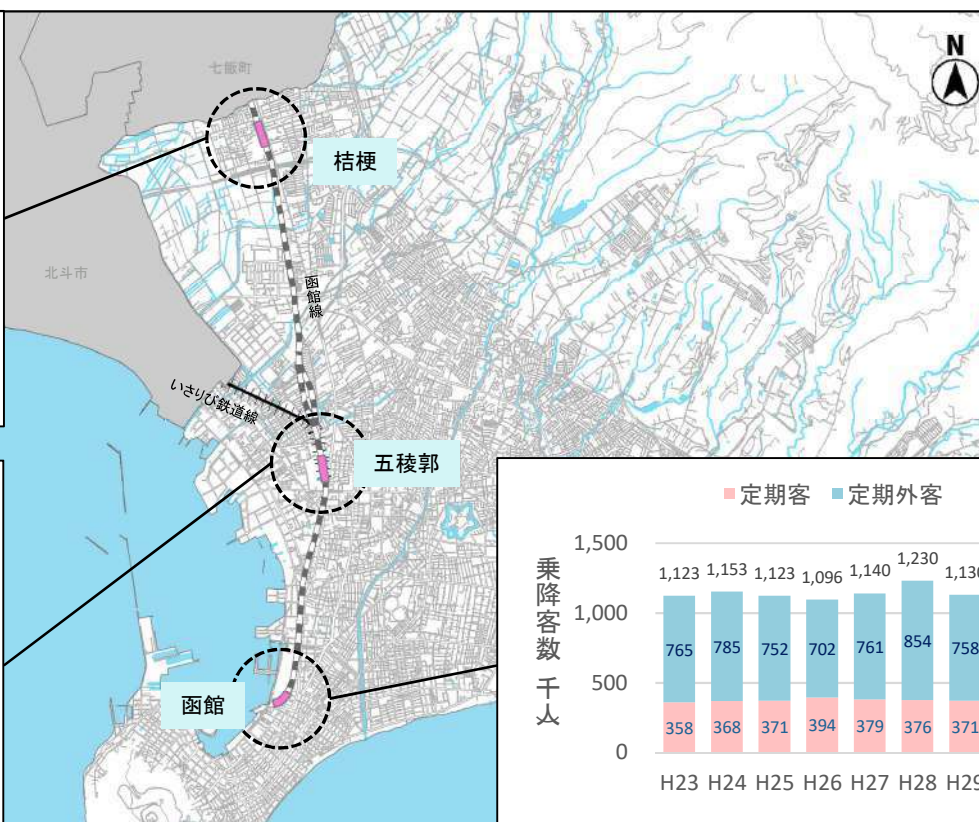 七飯町
N
桔梗
北斗市
函館線
いさりび鉄道線
五稜郭
函館
定期客 定期外客
乗降客数 千人
1,500
1,000
500
0
1,123 1,153 1,123 1,096 1,140 1,230 1,130
765 785 752 702 761 854 758
358 368 371 394 379 376 371
H23 H24 H25 H26 H27 H28 H29